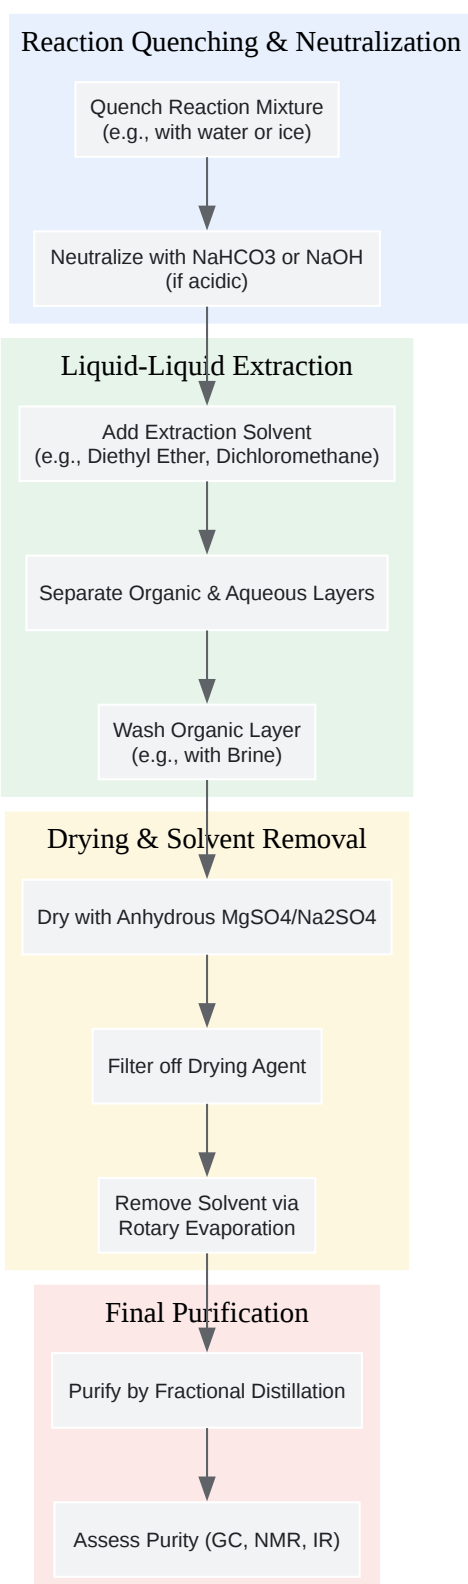 Reaction Quenching & Neutralization
Quench Reaction Mixture
(e.g., with water or ice)
Neutralize with NaHCO3 or NaOH
(if acidic)
Liquid-Liquid Extraction
Add Extraction Solvent
(e.g., Diethyl Ether, Dichloromethane)
Separate Organic & Aqueous Layers
Wash Organic Layer
(e.g., with Brine)
Drying & Solvent Removal
Dry with Anhydrous MgSO4/Na2SO4
Filter off Drying Agent
Remove Solvent via
Rotary Evaporation
Final Purification
Purify by Fractional Distillation
Assess Purity (GC, NMR, IR)